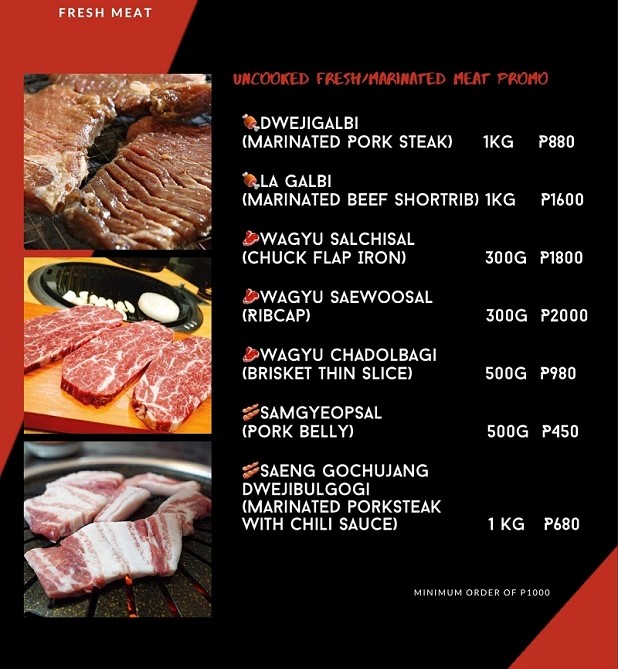 FRESH MEAT
UNCOOKED FRESH/MARINATED MEAT PROMO
🍖DWEJIGALBI
(MARINATED PORK STEAK) 1KG ₱880
🍖LA GALBI
(MARINATED BEEF SHORTRIB) 1KG ₱1600
🥩WAGYU SALCHISAL
(CHUCK FLAP IRON) 300G ₱1800
🥩WAGYU SAEWOOSAL
(RIBCAP) 300G ₱2000
🥩WAGYU CHADOLBAGI
(BRISKET THIN SLICE) 500G ₱980
🥓SAMGYEOPSAL
(PORK BELLY) 500G ₱450
🥓SAENG GOCHUJANG
DWEJIBULGOGI
(MARINATED PORKSTEAK
WITH CHILI SAUCE) 1 KG ₱680
MINIMUM ORDER OF ₱1000